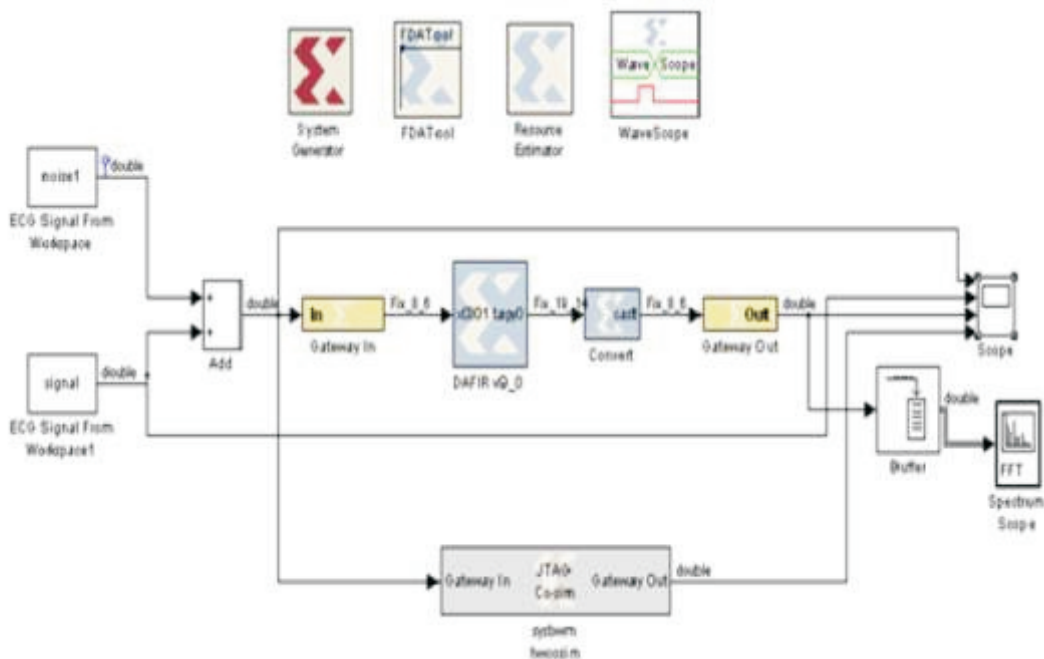 FDATool
Wave Scope
System
Generator
FDATool
Resource
Estimator
WaveScope
noise1
double
ECG Signal From
Workspace
Add
double
In
Gateway In
Fix_8_6
DAFIR v9_0
cast
Convert
Fix_8_6
Out
Gateway Out
double
Scope
signal
double
ECG Signal From
Workspace1
Buffer
double
FFT
Spectrum
Scope
Gateway In
JTAG
Co-sim
Gateway Out
double